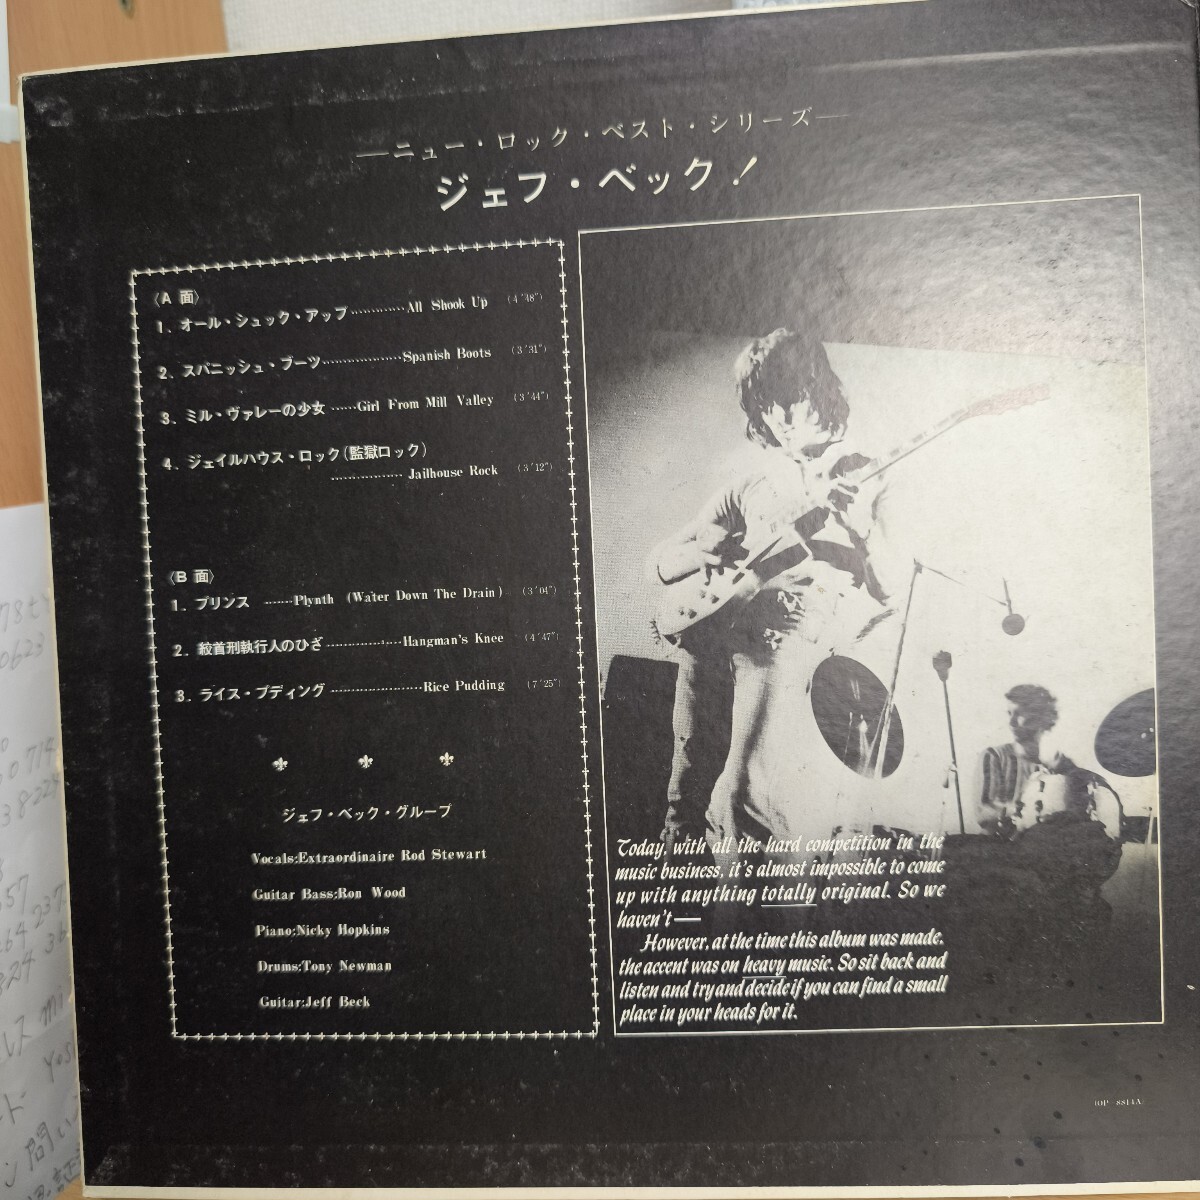 ―ニュー・ロック・ベスト・シリーズ―
ジェフ・ベック!
〈A 面〉
1. オール・シュック・アップ…………All Shook Up (4'48")
2. スパニッシュ・ブーツ………………Spanish Boots (3'31")
3. ミル・ヴァレーの少女……Girl From Mill Valley (3'44")
4. ジェイルハウス・ロック(監獄ロック)
………………Jailhouse Rock (3'12")
〈B 面〉
1. プリンス ……Plynth (Water Down The Drain) (3'04")
2. 絞首刑執行人のひざ………………Hangman's Knee (4'47")
3. ライス・プディング…………………Rice Pudding (7'25")
ジェフ・ベック・グループ
Vocals:Extraordinaire Rod Stewart
Guitar Bass:Ron Wood
Piano:Nicky Hopkins
Drums:Tony Newman
Guitar:Jeff Beck
Today, with all the hard competition in the
music business, it's almost impossible to come
up with anything totally original. So we
haven't—
However, at the time this album was made,
the accent was on heavy music. So sit back and
listen and try and decide if you can find a small
place in your heads for it.
(OP-8814A)